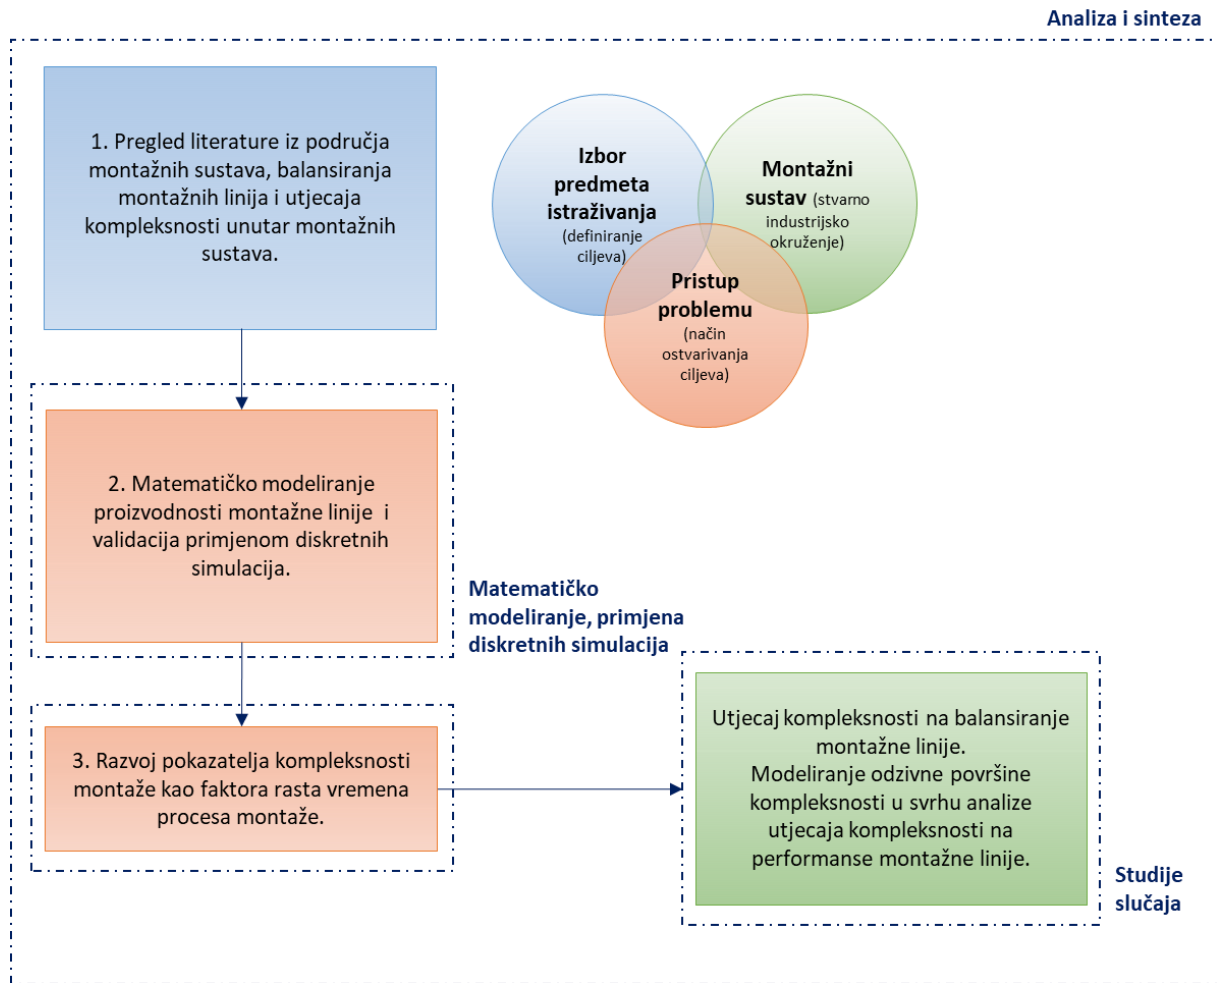 Analiza i sinteza
1. Pregled literature iz područja
montažnih sustava, balansiranja
montažnih linija i utjecaja
kompleksnosti unutar montažnih
sustava.
Izbor
predmeta
istraživanja
(definiranje
ciljeva)
Montažni
sustav (stvarno
industrijsko
okruženje)
Pristup
problemu
(način
ostvarivanja
ciljeva)
2. Matematičko modeliranje
proizvodnosti montažne linije i
validacija primjenom diskretnih
simulacija.
Matematičko
modeliranje, primjena
diskretnih simulacija
3. Razvoj pokazatelja kompleksnosti
montaže kao faktora rasta vremena
procesa montaže.
Utjecaj kompleksnosti na balansiranje
montažne linije.
Modeliranje odzivne površine
kompleksnosti u svrhu analize
utjecaja kompleksnosti na
performanse montažne linije.
Studije
slučaja